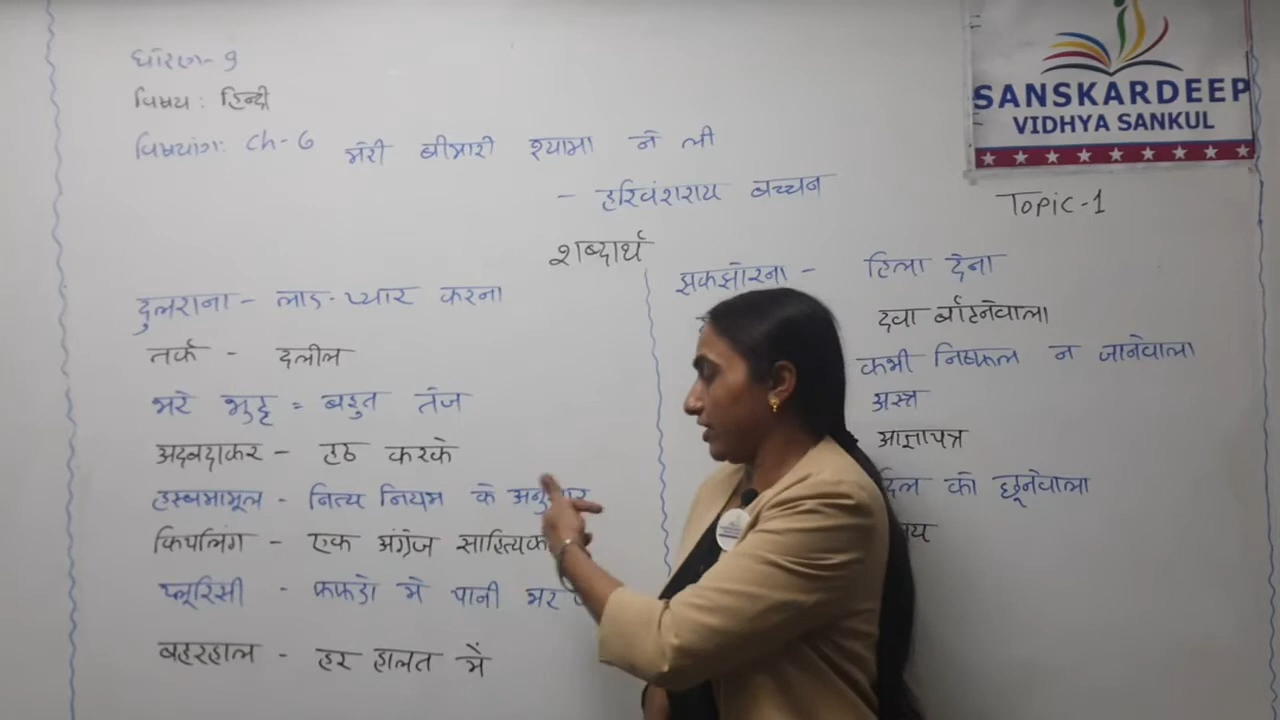 धोरण- 9
विषय : हिन्दी
विषयांग: Ch-6 मेरी बीमारी श्यामा ने ली
- हरिवंशराय बच्चन
SANSKARDEEP
VIDHYA SANKUL
Topic-1
शब्दार्थ
दुलराना - लाड-प्यार करना
तर्क - दलील
भरे भुट्ट = बहुत तेज
अदबदाकर - हठ करके
हस्बमामूल - नित्य नियम के अनुसार
किपलिंग - एक अंग्रेज
प्लूरिसी - फफड़ो मे पानी भर
बहरहाल - हर हालत में
झकझोरना - हिला देना
दवा बाँटनेवाला
कभी निष्फल न जानेवाला
अस्त्र
आज्ञापत्र
दिल को छूनेवाला